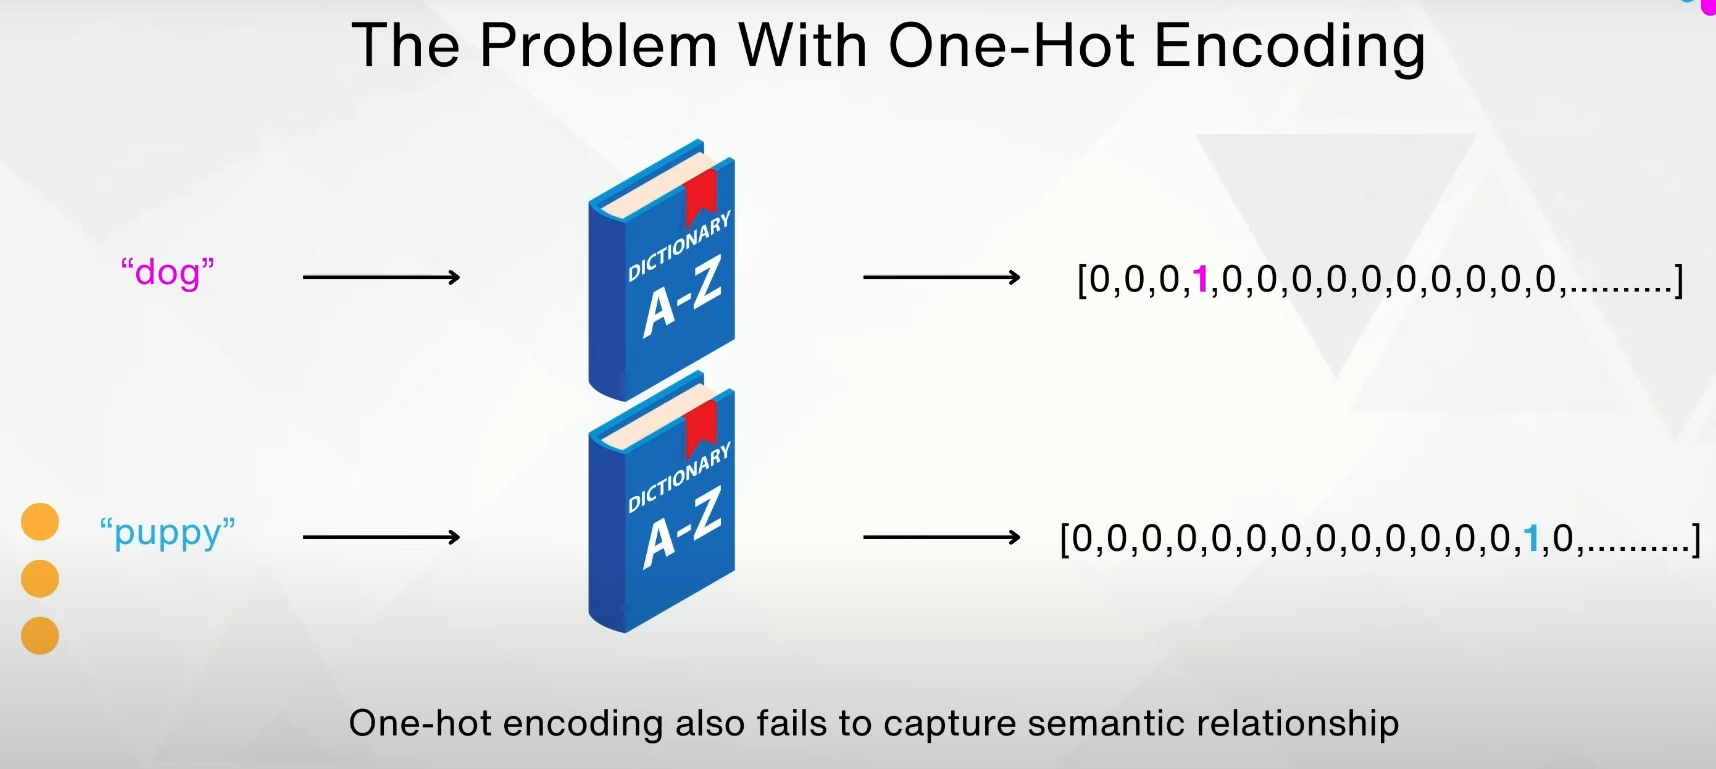 The Problem With One-Hot Encoding
“dog”
DICTIONARY
A-Z
[0,0,0,1,0,0,0,0,0,0,0,0,0,0,..........]
“puppy”
DICTIONARY
A-Z
[0,0,0,0,0,0,0,0,0,0,0,0,0,1,0,..........]
One-hot encoding also fails to capture semantic relationship